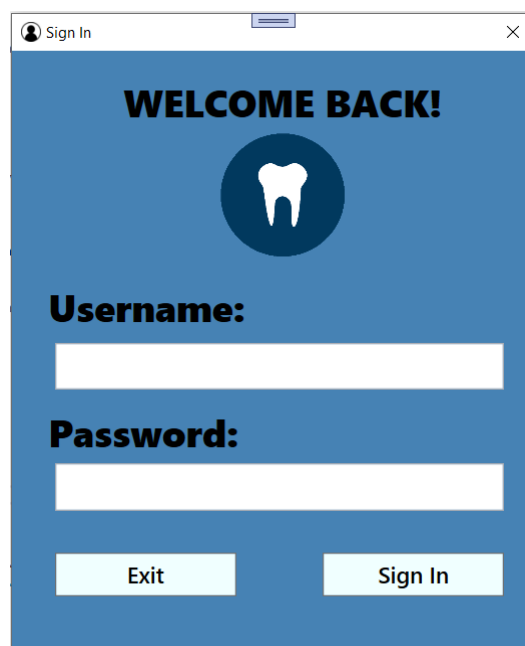 Sign In
WELCOME BACK!
Username:
Password:
Exit
Sign In